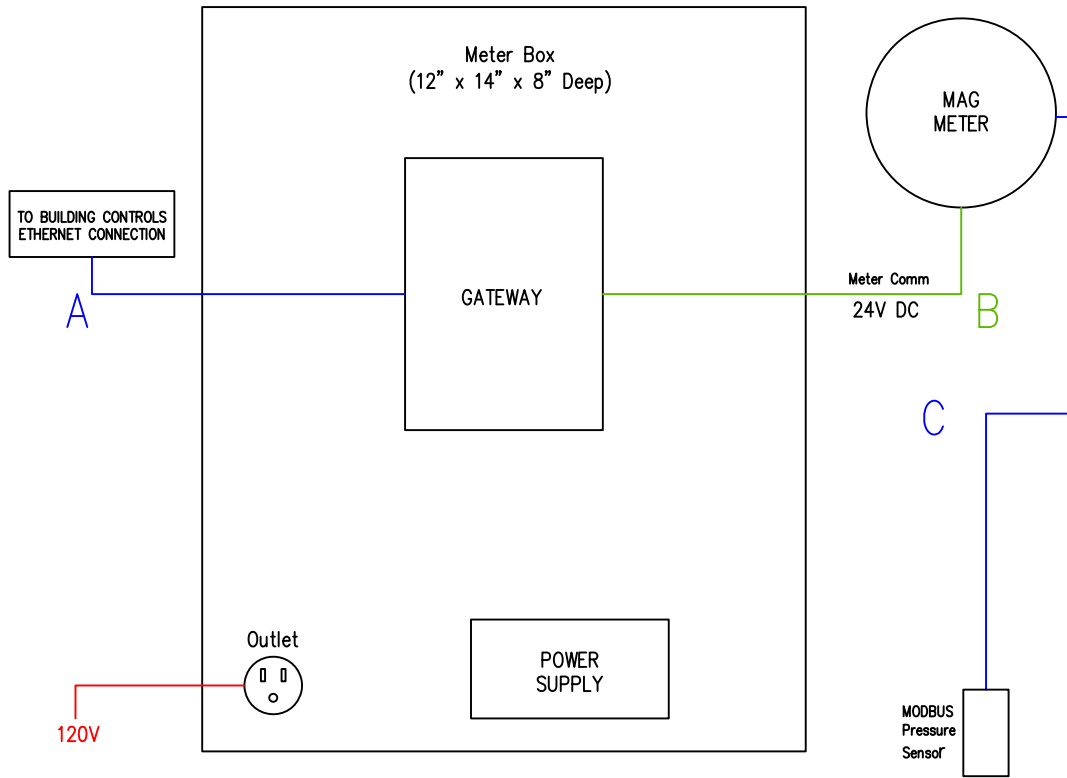 Meter Box
(12” x 14” x 8” Deep)
MAG
METER
TO BUILDING CONTROLS
ETHERNET CONNECTION
A
GATEWAY
Meter Comm
24V DC
B
C
Outlet
POWER
SUPPLY
120V
MODBUS
Pressure
Sensor